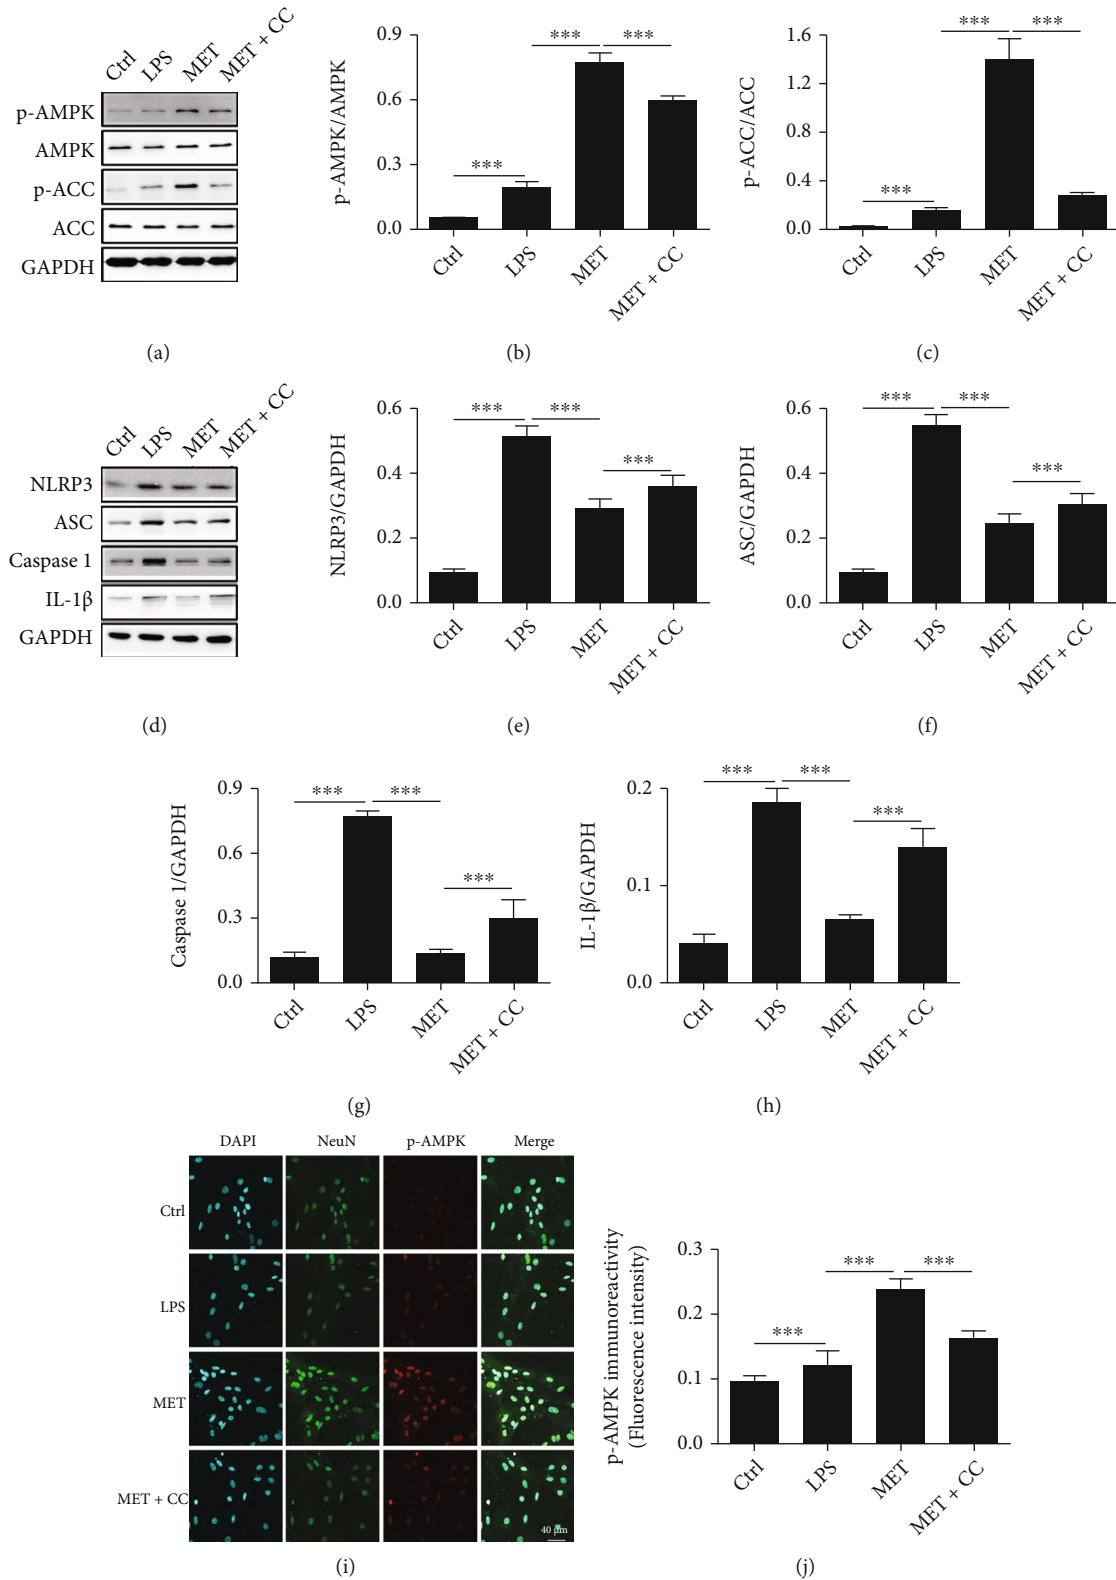 Ctrl LPS MET MET + CC
p-AMPK
AMPK
p-ACC
ACC
GAPDH
(a)
p-AMPK/AMPK
0.9
0.6
0.3
0.0
*** *** ***
Ctrl LPS MET MET + CC
(b)
p-ACC/ACC
1.6
1.2
0.8
0.4
0.0
*** *** ***
Ctrl LPS MET MET + CC
(c)
Ctrl LPS MET MET + CC
NLRP3
ASC
Caspase 1
IL-1β
GAPDH
(d)
NLRP3/GAPDH
0.6
0.4
0.2
0.0
*** *** ***
Ctrl LPS MET MET + CC
(e)
ASC/GAPDH
0.6
0.4
0.2
0.0
*** *** ***
Ctrl LPS MET MET + CC
(f)
Caspase 1/GAPDH
0.9
0.6
0.3
0.0
*** *** ***
Ctrl LPS MET MET + CC
(g)
IL-1β/GAPDH
0.2
0.1
0.0
*** *** ***
Ctrl LPS MET MET + CC
(h)
DAPI NeuN p-AMPK Merge
Ctrl
LPS
MET
MET + CC
40 μm
(i)
p-AMPK immunoreactivity
(Fluorescence intensity)
0.3
0.2
0.1
0.0
*** *** ***
Ctrl LPS MET MET + CC
(j)